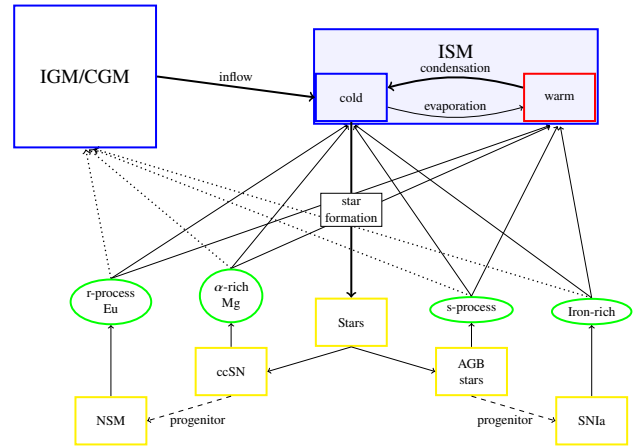 IGM/CGM
ISM
inflow
condensation
cold
warm
evaporation
star
formation
r-process
Eu
α-rich
Mg
s-process
Iron-rich
Stars
ccSN
AGB
stars
NSM
progenitor
progenitor
SNIa